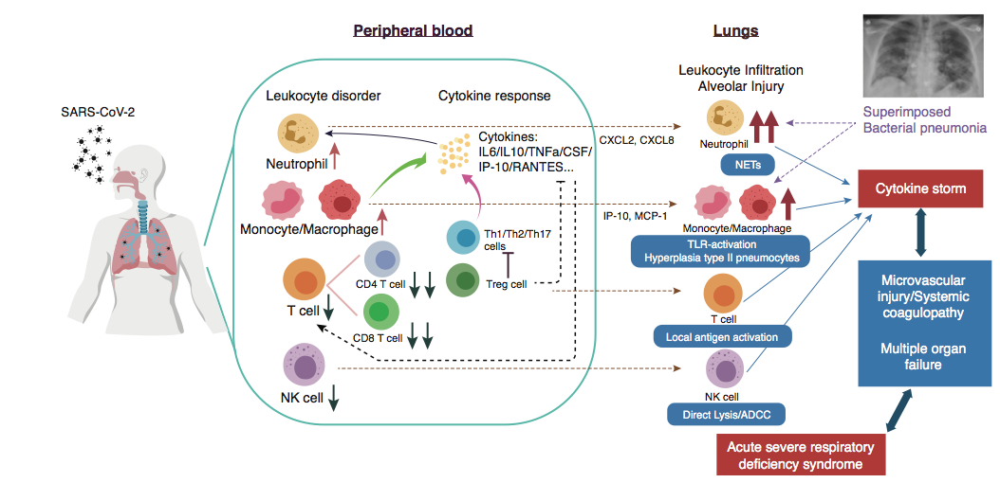 Peripheral blood
Lungs
SARS-CoV-2
Leukocyte disorder
Cytokine response
Neutrophil
Cytokines:
IL6/IL10/TNFa/CSF/
IP-10/RANTES...
Monocyte/Macrophage
Th1/Th2/Th17
cells
Treg cell
T cell
CD4 T cell
CD8 T cell
NK cell
CXCL2, CXCL8
IP-10, MCP-1
Leukocyte Infiltration
Alveolar Injury
Neutrophil
NETs
Monocyte/Macrophage
TLR-activation
Hyperplasia type II pneumocytes
T cell
Local antigen activation
NK cell
Direct Lysis/ADCC
Superimposed
Bacterial pneumonia
Cytokine storm
Microvascular
injury/Systemic
coagulopathy
Multiple organ
failure
Acute severe respiratory
deficiency syndrome